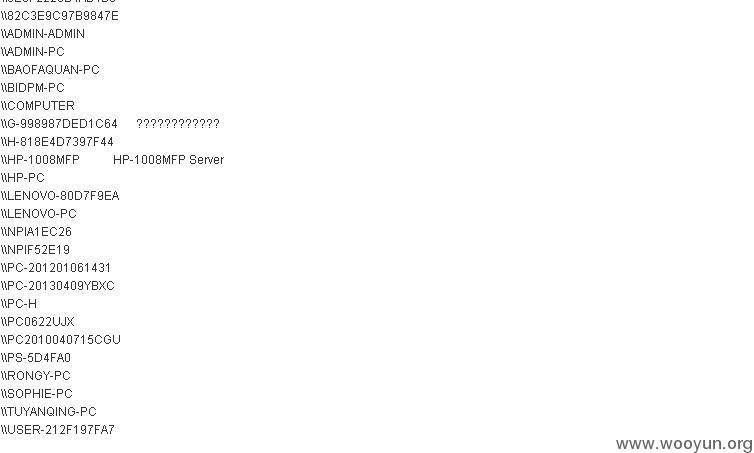 \\82C3E9C97B9847E
\\ADMIN-ADMIN
\\ADMIN-PC
\\BAOFAQUAN-PC
\\BIDPM-PC
\\COMPUTER
\\G-998987DED1C64 ????????????
\\H-818E4D7397F44
\\HP-1008MFP HP-1008MFP Server
\\HP-PC
\\LENOVO-80D7F9EA
\\LENOVO-PC
\\NPIA1EC26
\\NPIF52E19
\\PC-201201061431
\\PC-20130409YBXC
\\PC-H
\\PC0622UJX
\\PC2010040715CGU
\\PS-5D4FA0
\\RONGY-PC
\\SOPHIE-PC
\\TUYANQING-PC
\\USER-212F197FA7
www.wooyun.org